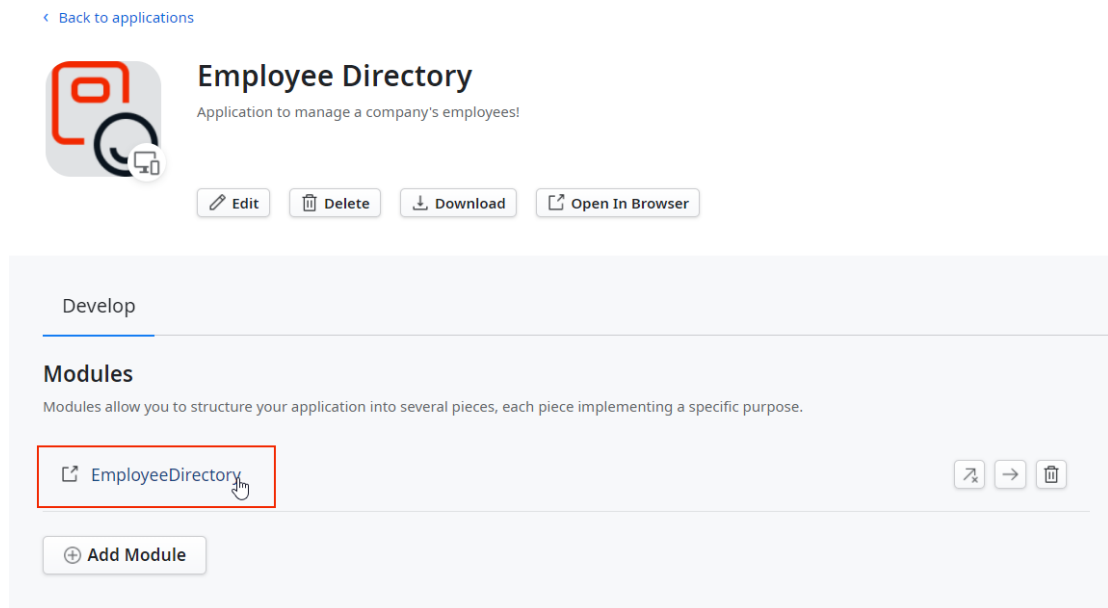 Back to applications
Employee Directory
Application to manage a company's employees!
Edit Delete Download Open In Browser
Develop
Modules
Modules allow you to structure your application into several pieces, each piece implementing a specific purpose.
EmployeeDirectory
Add Module